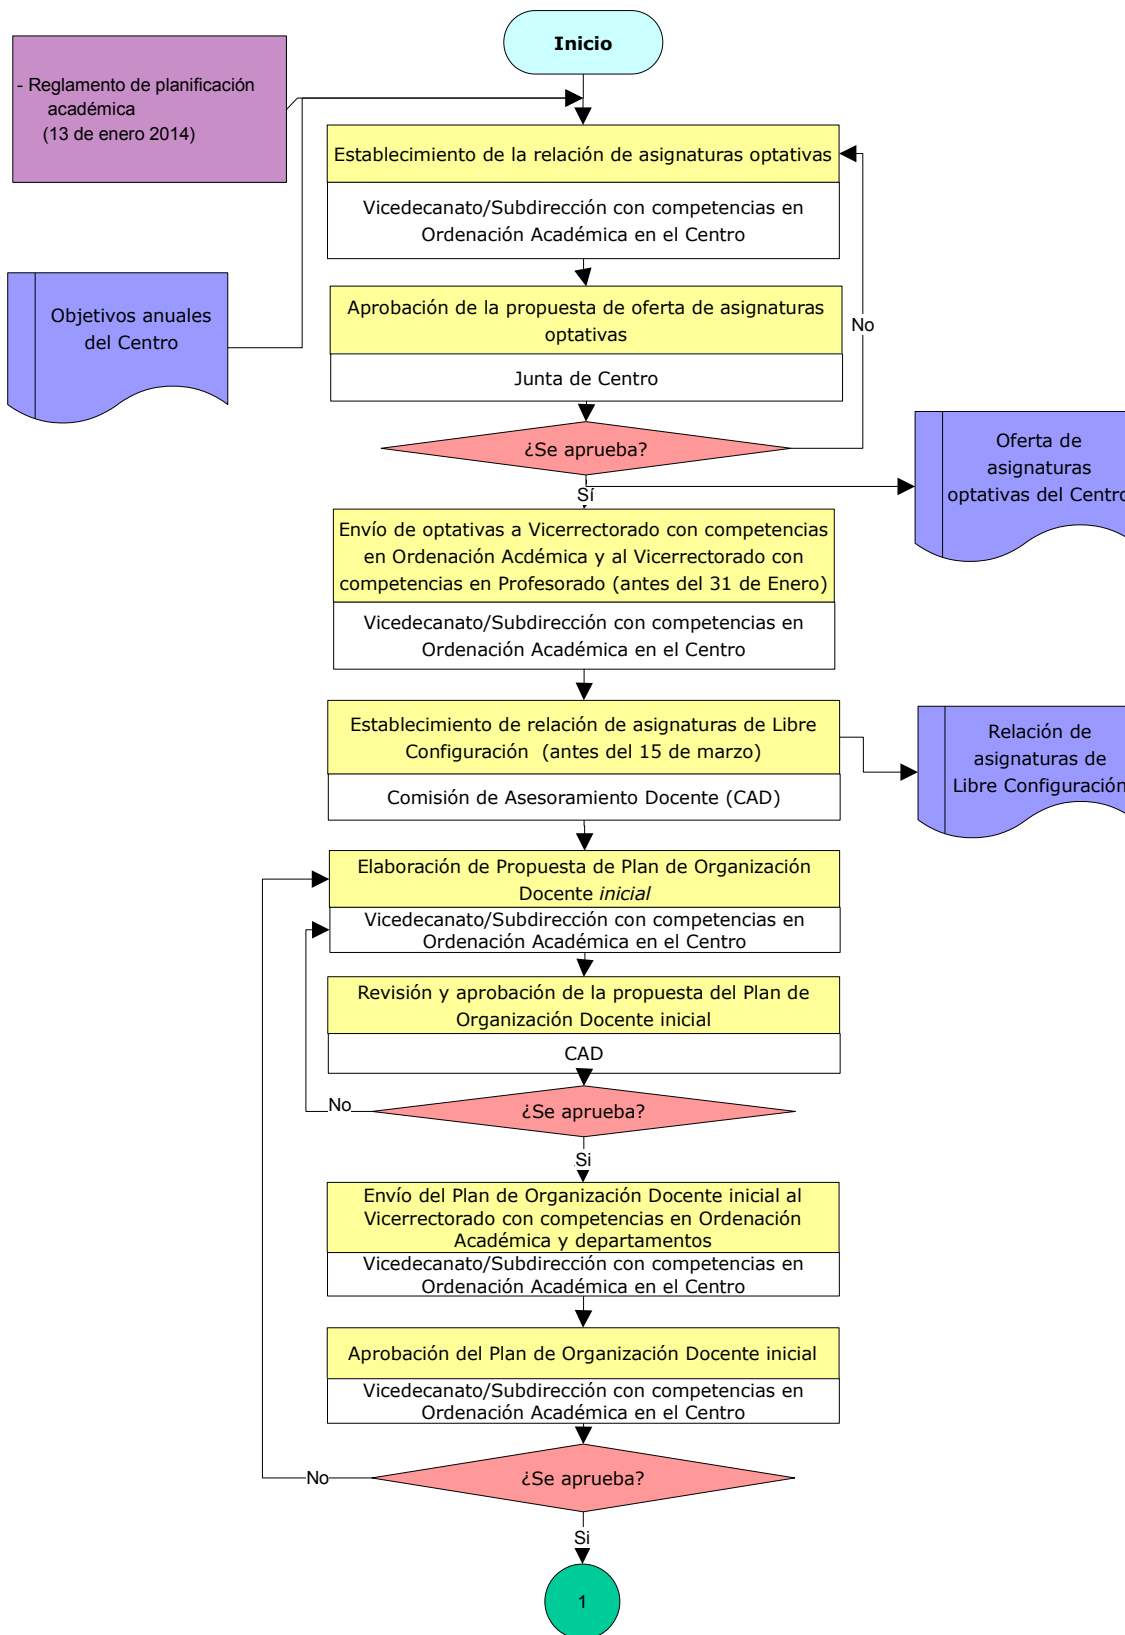 Inicio
- Reglamento de planificación
académica
(13 de enero 2014)
Establecimiento de la relación de asignaturas optativas
Vicedecanato/Subdirección con competencias en
Ordenación Académica en el Centro
Objetivos anuales
del Centro
Aprobación de la propuesta de oferta de asignaturas
optativas
No
Junta de Centro
¿Se aprueba?
Oferta de
asignaturas
optativas del Centro
Sí
Envío de optativas a Vicerrectorado con competencias
en Ordenación Acdémica y al Vicerrectorado con
competencias en Profesorado (antes del 31 de Enero)
Vicedecanato/Subdirección con competencias en
Ordenación Académica en el Centro
Establecimiento de relación de asignaturas de Libre
Configuración (antes del 15 de marzo)
Comisión de Asesoramiento Docente (CAD)
Relación de
asignaturas de
Libre Configuración
Elaboración de Propuesta de Plan de Organización
Docente inicial
Vicedecanato/Subdirección con competencias en
Ordenación Académica en el Centro
Revisión y aprobación de la propuesta del Plan de
Organización Docente inicial
CAD
No
¿Se aprueba?
Si
Envío del Plan de Organización Docente inicial al
Vicerrectorado con competencias en Ordenación
Académica y departamentos
Vicedecanato/Subdirección con competencias en
Ordenación Académica en el Centro
Aprobación del Plan de Organización Docente inicial
Vicedecanato/Subdirección con competencias en
Ordenación Académica en el Centro
No
¿Se aprueba?
Si
1